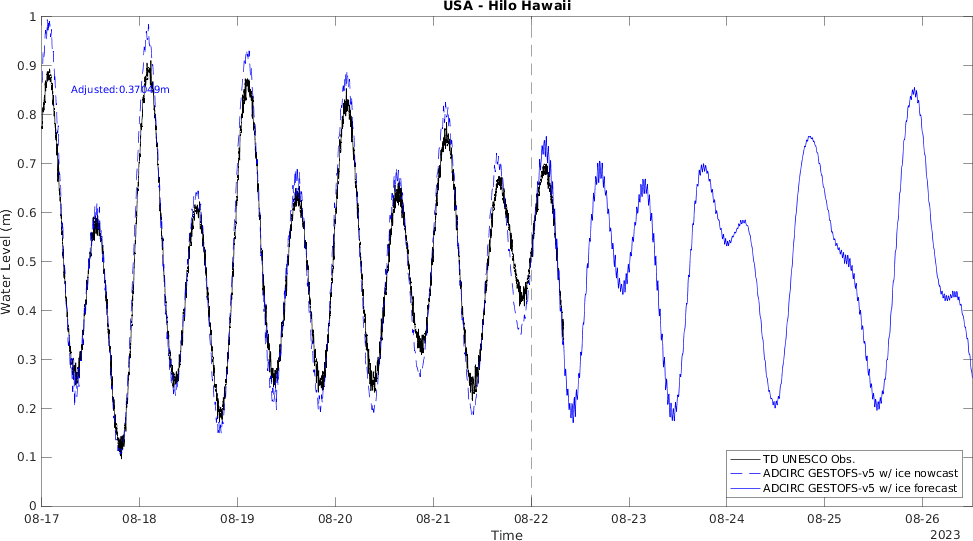 USA - Hilo Hawaii
1
0.9
Adjusted:0.37049m
0.8
0.7
0.6
Water Level (m)
0.5
0.4
0.3
0.2
0.1
0
TD UNESCO Obs.
ADCIRC GESTOFS-v5 w/ ice nowcast
ADCIRC GESTOFS-v5 w/ ice forecast
08-17 08-18 08-19 08-20 08-21 08-22 08-23 08-24 08-25 08-26
Time
2023